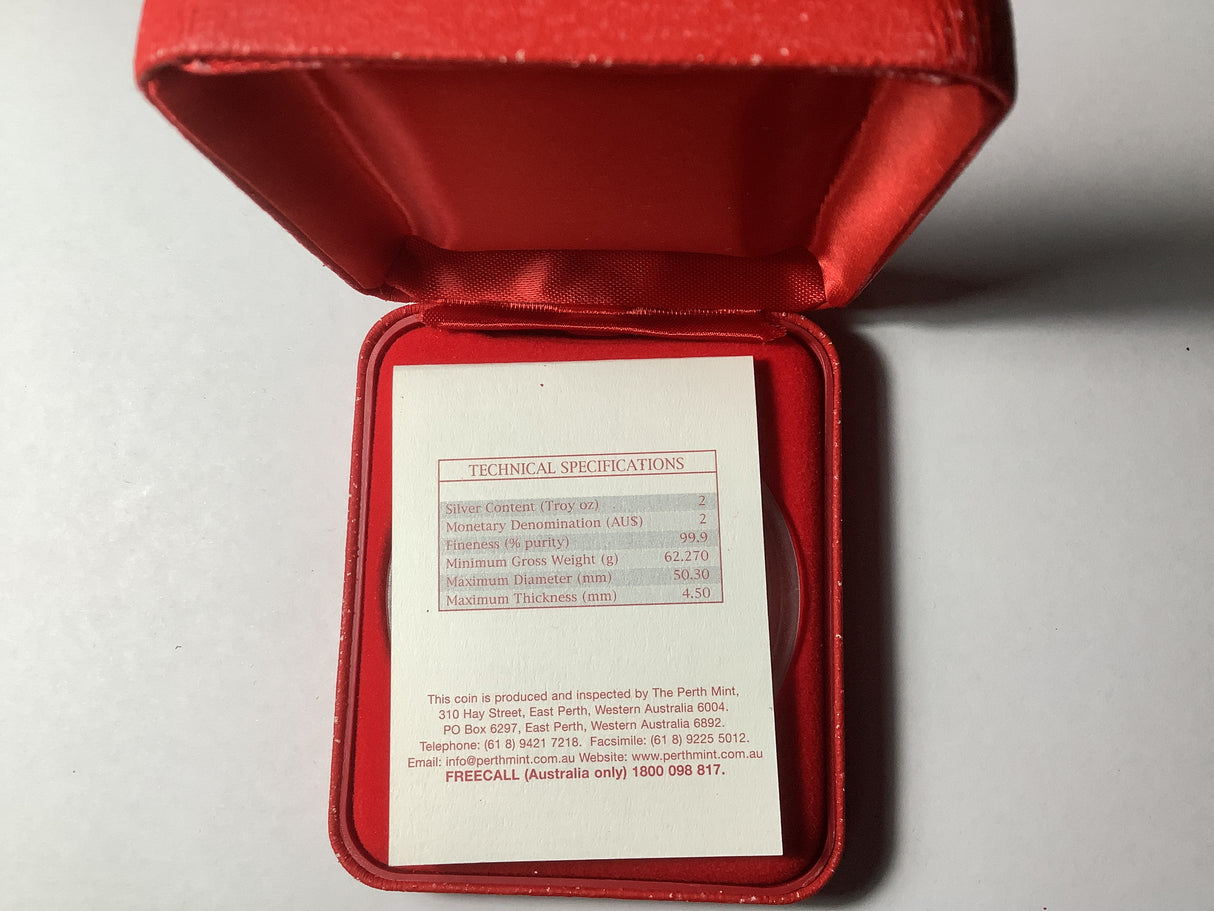 TECHNICAL SPECIFICATIONS
Silver Content (Troy oz) 2
Monetary Denomination (AU$) 2
Fineness (% purity) 99.9
Minimum Gross Weight (g) 62.270
Maximum Diameter (mm) 50.30
Maximum Thickness (mm) 4.50
This coin is produced and inspected by The Perth Mint,
310 Hay Street, East Perth, Western Australia 6004.
PO Box 6297, East Perth, Western Australia 6892.
Telephone: (61 8) 9421 7218. Facsimile: (61 8) 9225 5012.
Email: info@perthmint.com.au Website: www.perthmint.com.au
FREECALL (Australia only) 1800 098 817.